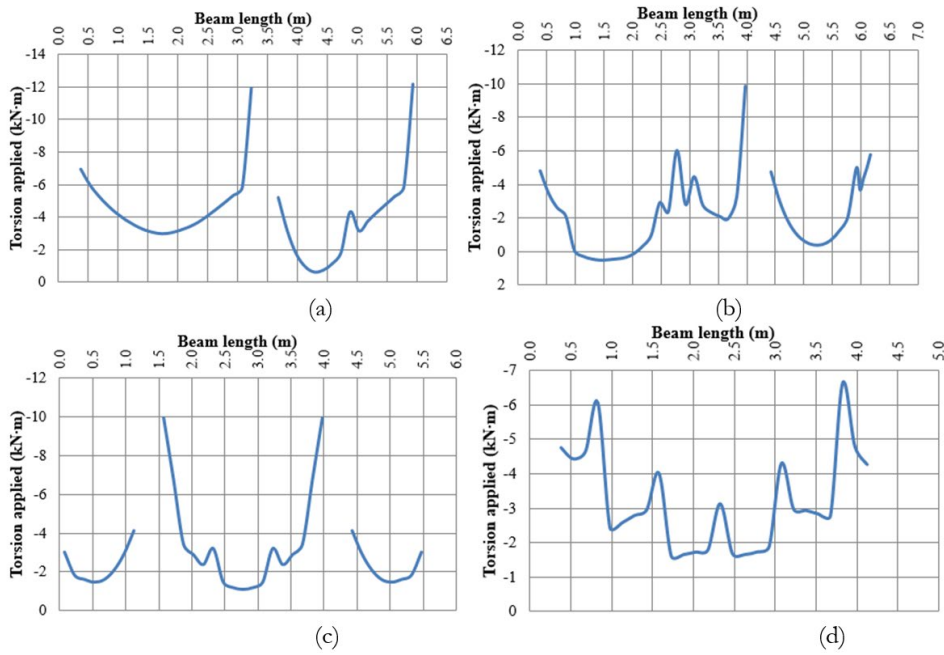 Beam length (m)
0.0 0.5 1.0 1.5 2.0 2.5 3.0 3.5 4.0 4.5 5.0 5.5 6.0 6.5
Torsion applied (kN·m)
-14
-12
-10
-8
-6
-4
-2
0
(a)
Beam length (m)
0.0 0.5 1.0 1.5 2.0 2.5 3.0 3.5 4.0 4.5 5.0 5.5 6.0 6.5 7.0
Torsion applied (kN·m)
-12
-10
-8
-6
-4
-2
0
2
(b)
Beam length (m)
0.0 0.5 1.0 1.5 2.0 2.5 3.0 3.5 4.0 4.5 5.0 5.5 6.0
Torsion applied (kN·m)
-12
-10
-8
-6
-4
-2
0
(c)
Beam length (m)
0.0 0.5 1.0 1.5 2.0 2.5 3.0 3.5 4.0 4.5 5.0
Torsion applied (kN·m)
-7
-6
-5
-4
-3
-2
-1
0
(d)